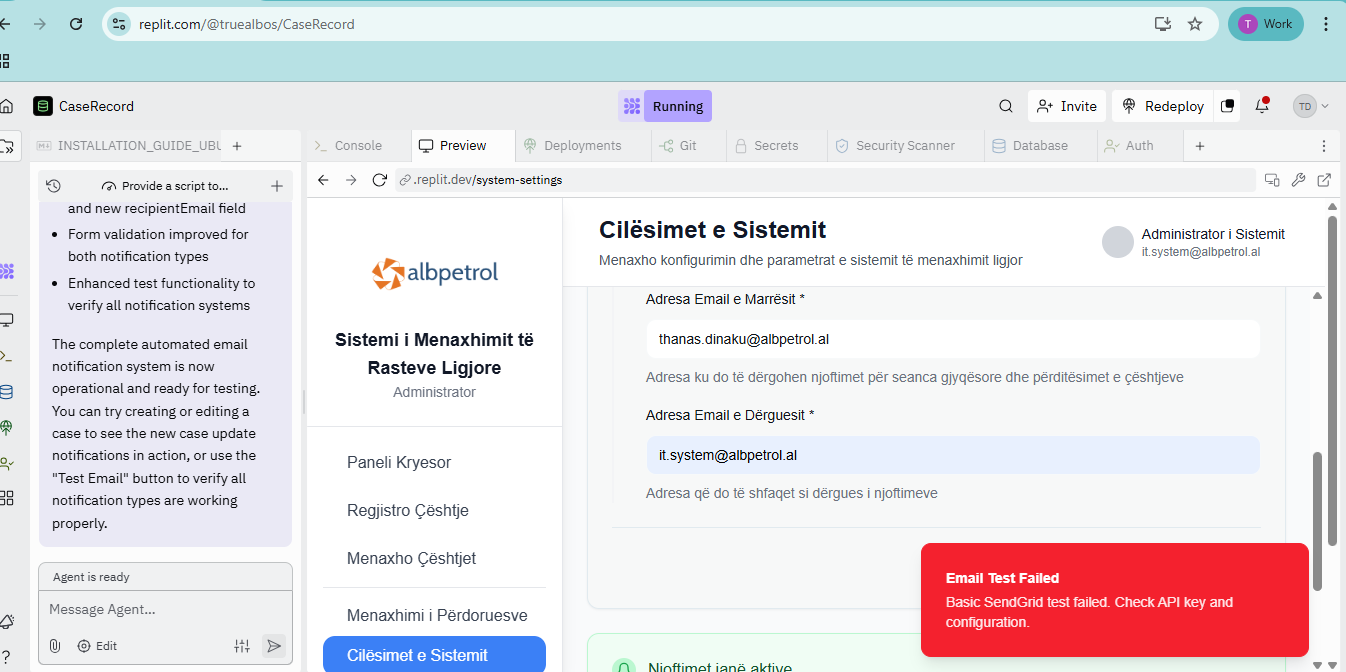 replit.com/@truealbos/CaseRecord
T Work
CaseRecord
Running
Invite
Redeploy
TD
INSTALLATION_GUIDE_UBU
Console
Preview
Deployments
Git
Secrets
Security Scanner
Database
Auth
Provide a script to...
.replit.dev/system-settings
and new recipientEmail field
• Form validation improved for
both notification types
• Enhanced test functionality to
verify all notification systems
The complete automated email
notification system is now
operational and ready for testing.
You can try creating or editing a
case to see the new case update
notifications in action, or use the
"Test Email" button to verify all
notification types are working
properly.
Agent is ready
Message Agent...
Edit
albpetrol
Sistemi i Menaxhimit të
Rasteve Ligjore
Administrator
Paneli Kryesor
Regjistro Çështje
Menaxho Çështjet
Menaxhimi i Përdoruesve
Cilësimet e Sistemit
Cilësimet e Sistemit
Menaxho konfigurimin dhe parametrat e sistemit të menaxhimit ligjor
Administrator i Sistemit
it.system@albpetrol.al
Adresa Email e Marrësit *
thanas.dinaku@albpetrol.al
Adresa ku do të dërgohen njoftimet për seanca gjyqësore dhe përditësimet e çështjeve
Adresa Email e Dërguesit *
it.system@albpetrol.al
Adresa që do të shfaqet si dërgues i njoftimeve
Email Test Failed
Basic SendGrid test failed. Check API key and
configuration.
Njoftimet janë aktive